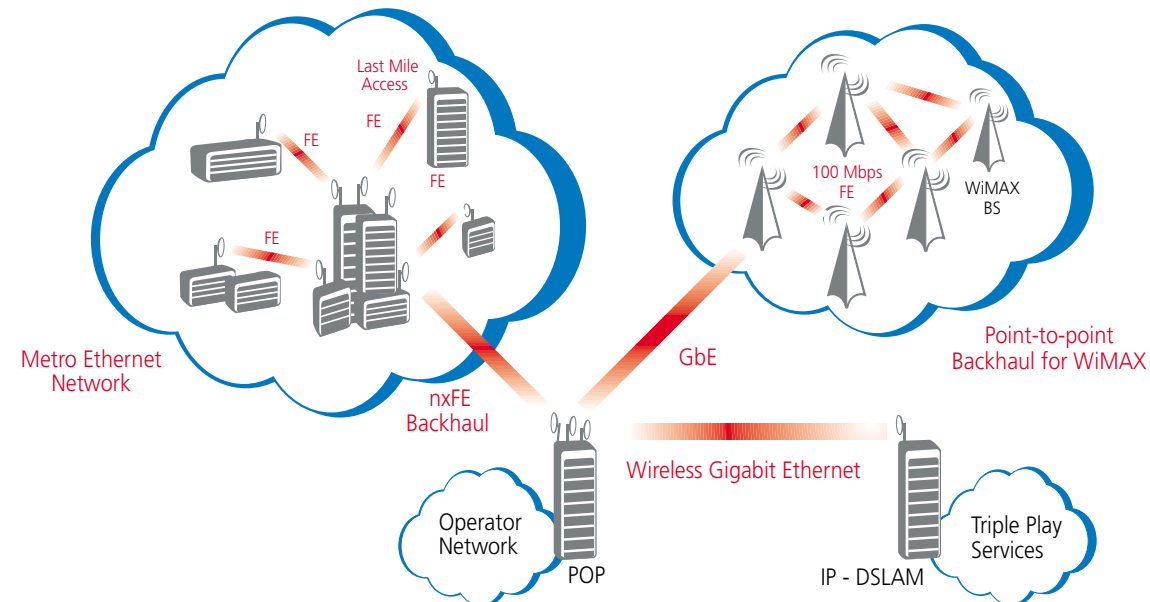 Last Mile
Access
FE
FE
FE
FE
Metro Ethernet
Network
nxFE
Backhaul
100 Mbps
FE
WiMAX
BS
GbE
Point-to-point
Backhaul for WiMAX
Wireless Gigabit Ethernet
Operator
Network
POP
IP - DSLAM
Triple Play
Services